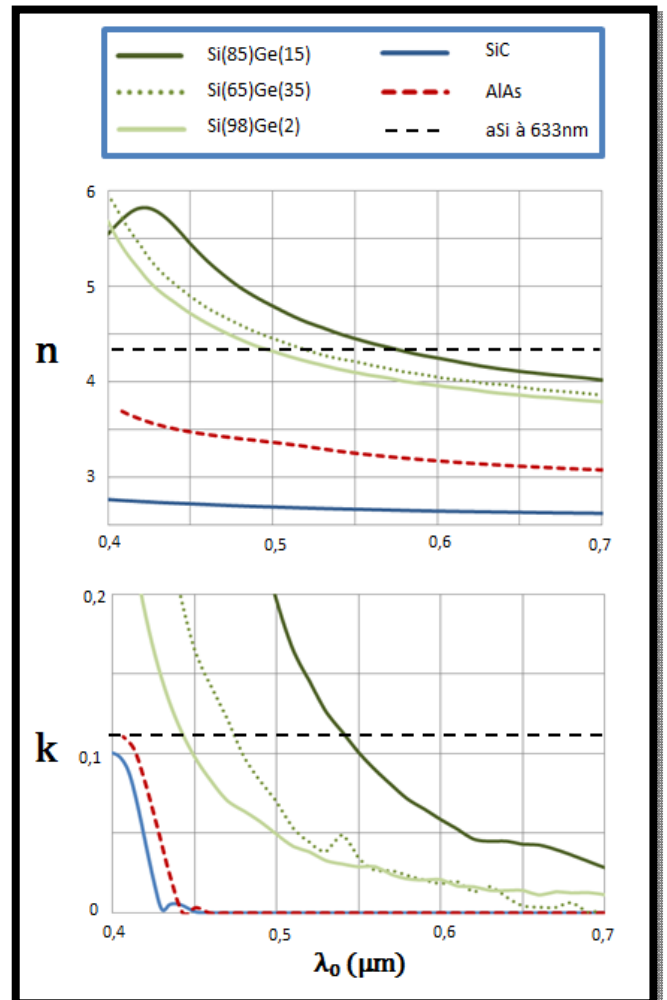 Si(85)Ge(15)
SiC
Si(65)Ge(35)
AlAs
Si(98)Ge(2)
aSi à 633nm
6
5
n
4
3
0,4
0,5
0,6
0,7
0,2
k
0,1
0
0,4
0,5
0,6
0,7
λ₀ (μm)